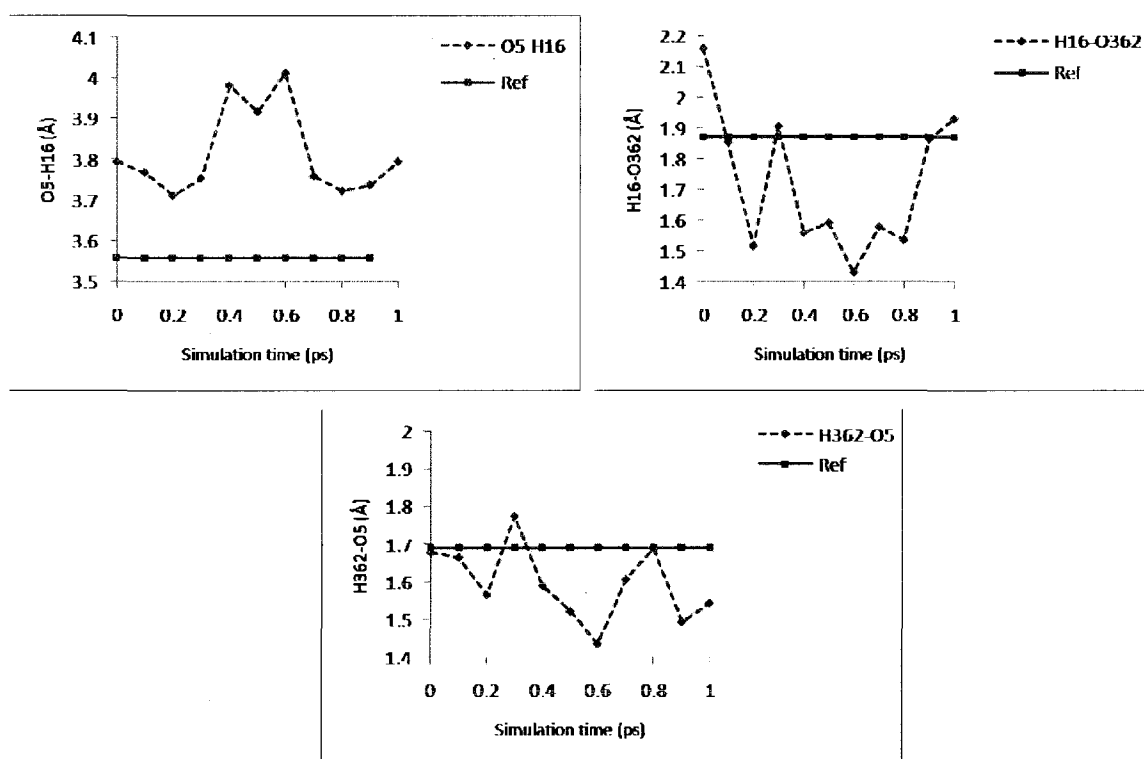 4.1
4
3.9
3.8
3.7
3.6
3.5
O5-H16 (Å)
0 0.2 0.4 0.6 0.8 1
Simulation time (ps)
O5 H16
Ref
2.2
2.1
2
1.9
1.8
1.7
1.6
1.5
1.4
H16-O362 (Å)
0 0.2 0.4 0.6 0.8 1
Simulation time (ps)
H16-O362
Ref
2
1.9
1.8
1.7
1.6
1.5
1.4
H362-O5 (Å)
0 0.2 0.4 0.6 0.8 1
Simulation time (ps)
H362-O5
Ref